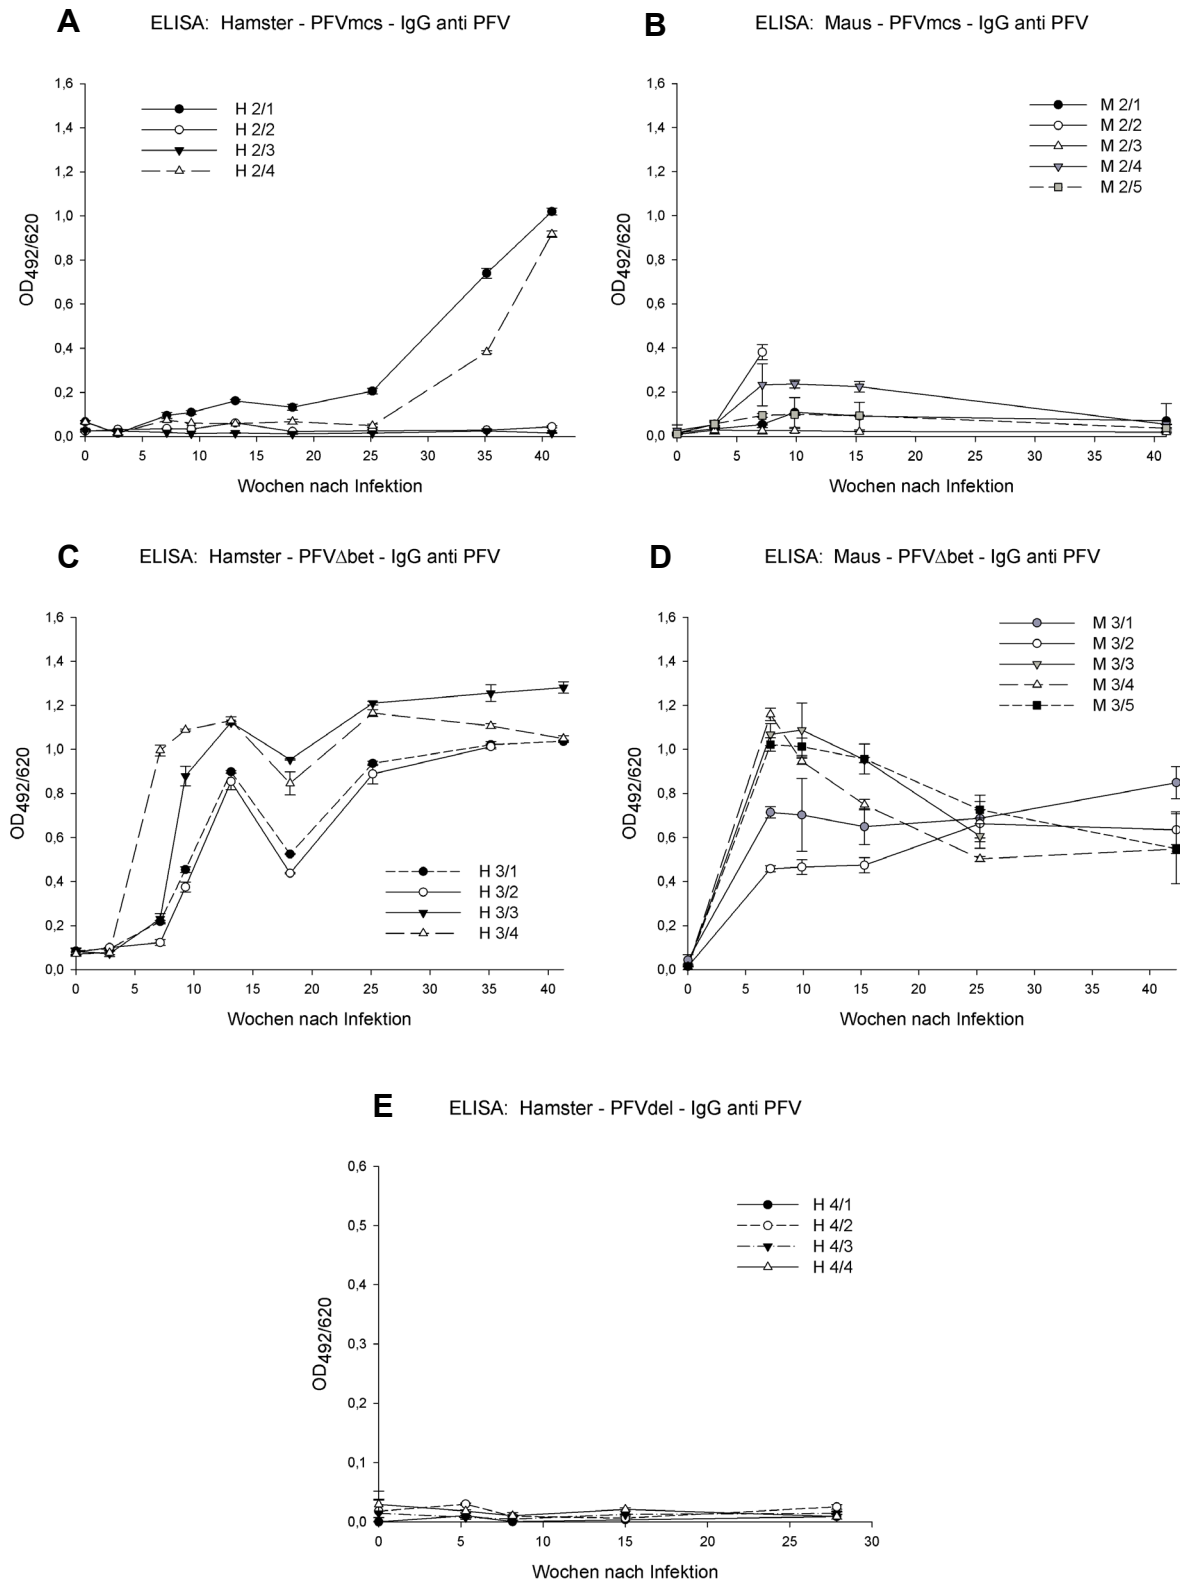 A ELISA: Hamster - PFVmcs - IgG anti PFV
1,6
1,4
1,2
1,0
0,8
0,6
0,4
0,2
0,0
OD492/620
H 2/1
H 2/2
H 2/3
H 2/4
0 5 10 15 20 25 30 35 40
Wochen nach Infektion
B ELISA: Maus - PFVmcs - IgG anti PFV
1,6
1,4
1,2
1,0
0,8
0,6
0,4
0,2
0,0
OD492/620
M 2/1
M 2/2
M 2/3
M 2/4
M 2/5
0 5 10 15 20 25 30 35 40
Wochen nach Infektion
C ELISA: Hamster - PFVΔbet - IgG anti PFV
1,6
1,4
1,2
1,0
0,8
0,6
0,4
0,2
0,0
OD492/620
H 3/1
H 3/2
H 3/3
H 3/4
0 5 10 15 20 25 30 35 40
Wochen nach Infektion
D ELISA: Maus - PFVΔbet - IgG anti PFV
1,6
1,4
1,2
1,0
0,8
0,6
0,4
0,2
0,0
OD492/620
M 3/1
M 3/2
M 3/3
M 3/4
M 3/5
0 5 10 15 20 25 30 35 40
Wochen nach Infektion
E ELISA: Hamster - PFVdel - IgG anti PFV
0,6
0,5
0,4
0,3
0,2
0,1
0,0
OD492/620
H 4/1
H 4/2
H 4/3
H 4/4
0 5 10 15 20 25 30
Wochen nach Infektion